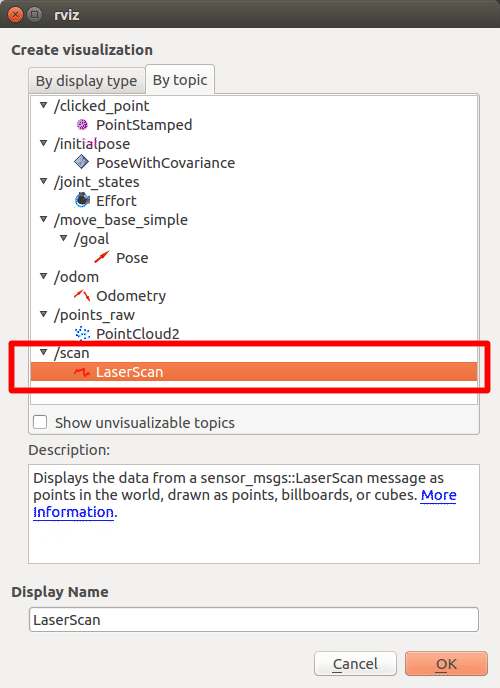 rviz
Create visualization
By display type By topic
/clicked_point
PointStamped
/initialpose
PoseWithCovariance
/joint_states
Effort
/move_base_simple
/goal
Pose
/odom
Odometry
/points_raw
PointCloud2
/scan
LaserScan
Show unvisualizable topics
Description:
Displays the data from a sensor_msgs::LaserScan message as
points in the world, drawn as points, billboards, or cubes. More
Information.
Display Name
LaserScan
Cancel OK